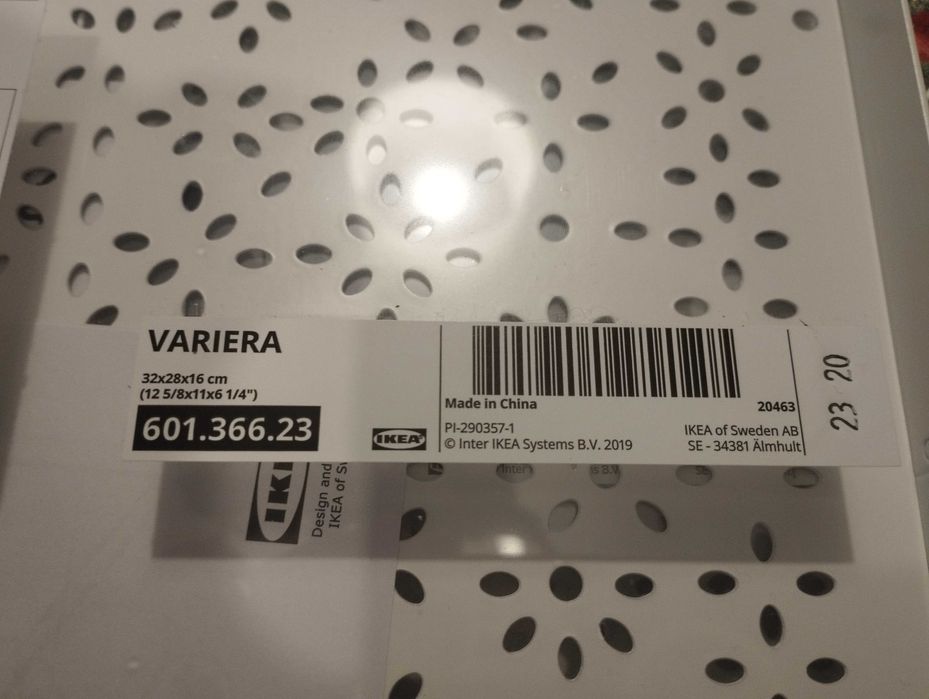 VARIERA
32x28x16 cm
(12 5/8x11x6 1/4")
601.366.23
IKEA
Made in China
20463
PI-290357-1
IKEA of Sweden AB
© Inter IKEA Systems B.V. 2019
SE - 34381 Älmhult
23 20
Design and
IKEA of